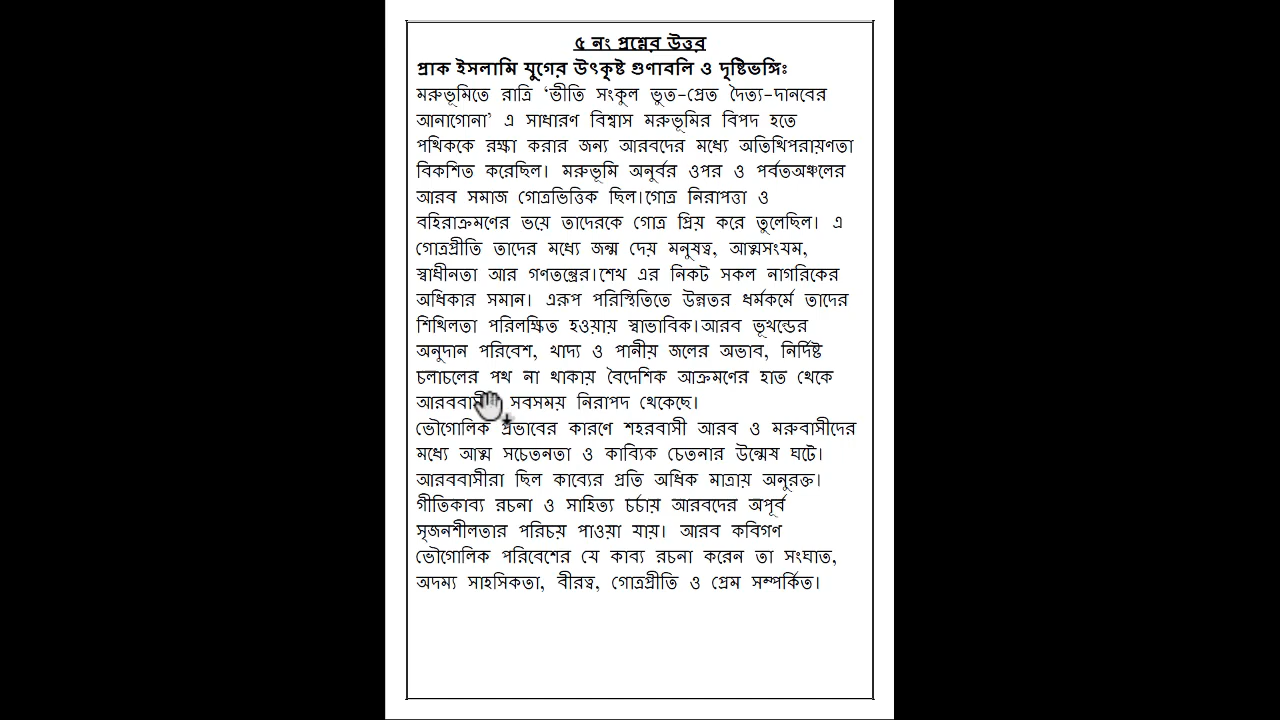 ৫ নং প্রশ্নের উত্তর
প্রাক ইসলামি যুগের উৎকৃষ্ট গুণাবলি ও দৃষ্টিভঙ্গিঃ
মরুভূমিতে রাত্রি ‘ভীতি সংকুল ভুত-প্রেত দৈত্য-দানবের
আনাগোনা’ এ সাধারণ বিশ্বাস মরুভূমির বিপদ হতে
পথিককে রক্ষা করার জন্য আরবদের মধ্যে অতিথিপরায়ণতা
বিকশিত করেছিল। মরুভূমি অনুর্বর ওপর ও পর্বতঅঞ্চলের
আরব সমাজ গোত্রভিত্তিক ছিল।গোত্র নিরাপত্তা ও
বহিরাক্রমণের ভয়ে তাদেরকে গোত্র প্রিয় করে তুলেছিল। এ
গোত্রপ্রীতি তাদের মধ্যে জন্ম দেয় মনুষত্ব, আত্মসংযম,
স্বাধীনতা আর গণতন্ত্রের।শেখ এর নিকট সকল নাগরিকের
অধিকার সমান। এরূপ পরিস্থিতিতে উন্নতর ধর্মকর্মে তাদের
শিথিলতা পরিলক্ষিত হওয়ায় স্বাভাবিক।আরব ভূখন্ডের
অনুদান পরিবেশ, খাদ্য ও পানীয় জলের অভাব, নির্দিষ্ট
চলাচলের পথ না থাকায় বৈদেশিক আক্রমণের হাত থেকে
সবসময় নিরাপদ থেকেছে।
ভৌগোলিক প্রভাবের কারণে শহরবাসী আরব ও মরুবাসীদের
মধ্যে আত্ম সচেতনতা ও কাব্যিক চেতনার উন্মেষ ঘটে।
আরববাসীরা ছিল কাব্যের প্রতি অধিক মাত্রায় অনুরক্ত।
গীতিকাব্য রচনা ও সাহিত্য চর্চায় আরবদের অপূর্ব
সৃজনশীলতার পরিচয় পাওয়া যায়। আরব কবিগণ
ভৌগোলিক পরিবেশের যে কাব্য রচনা করেন তা সংঘাত,
অদম্য সাহসিকতা, বীরত্ব, গোত্রপ্রীতি ও প্রেম সম্পর্কিত।